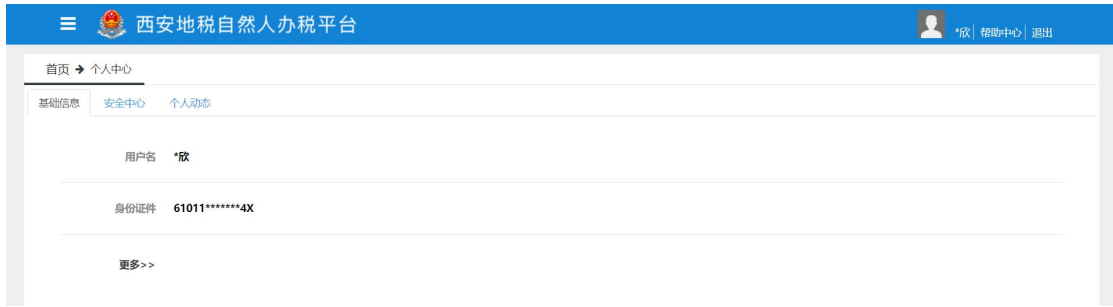 西安地税自然人办税平台
*欣| 帮助中心| 退出
首页 ➔ 个人中心
基础信息 安全中心 个人动态
用户名 *欣
身份证件 61011*******4X
更多>>